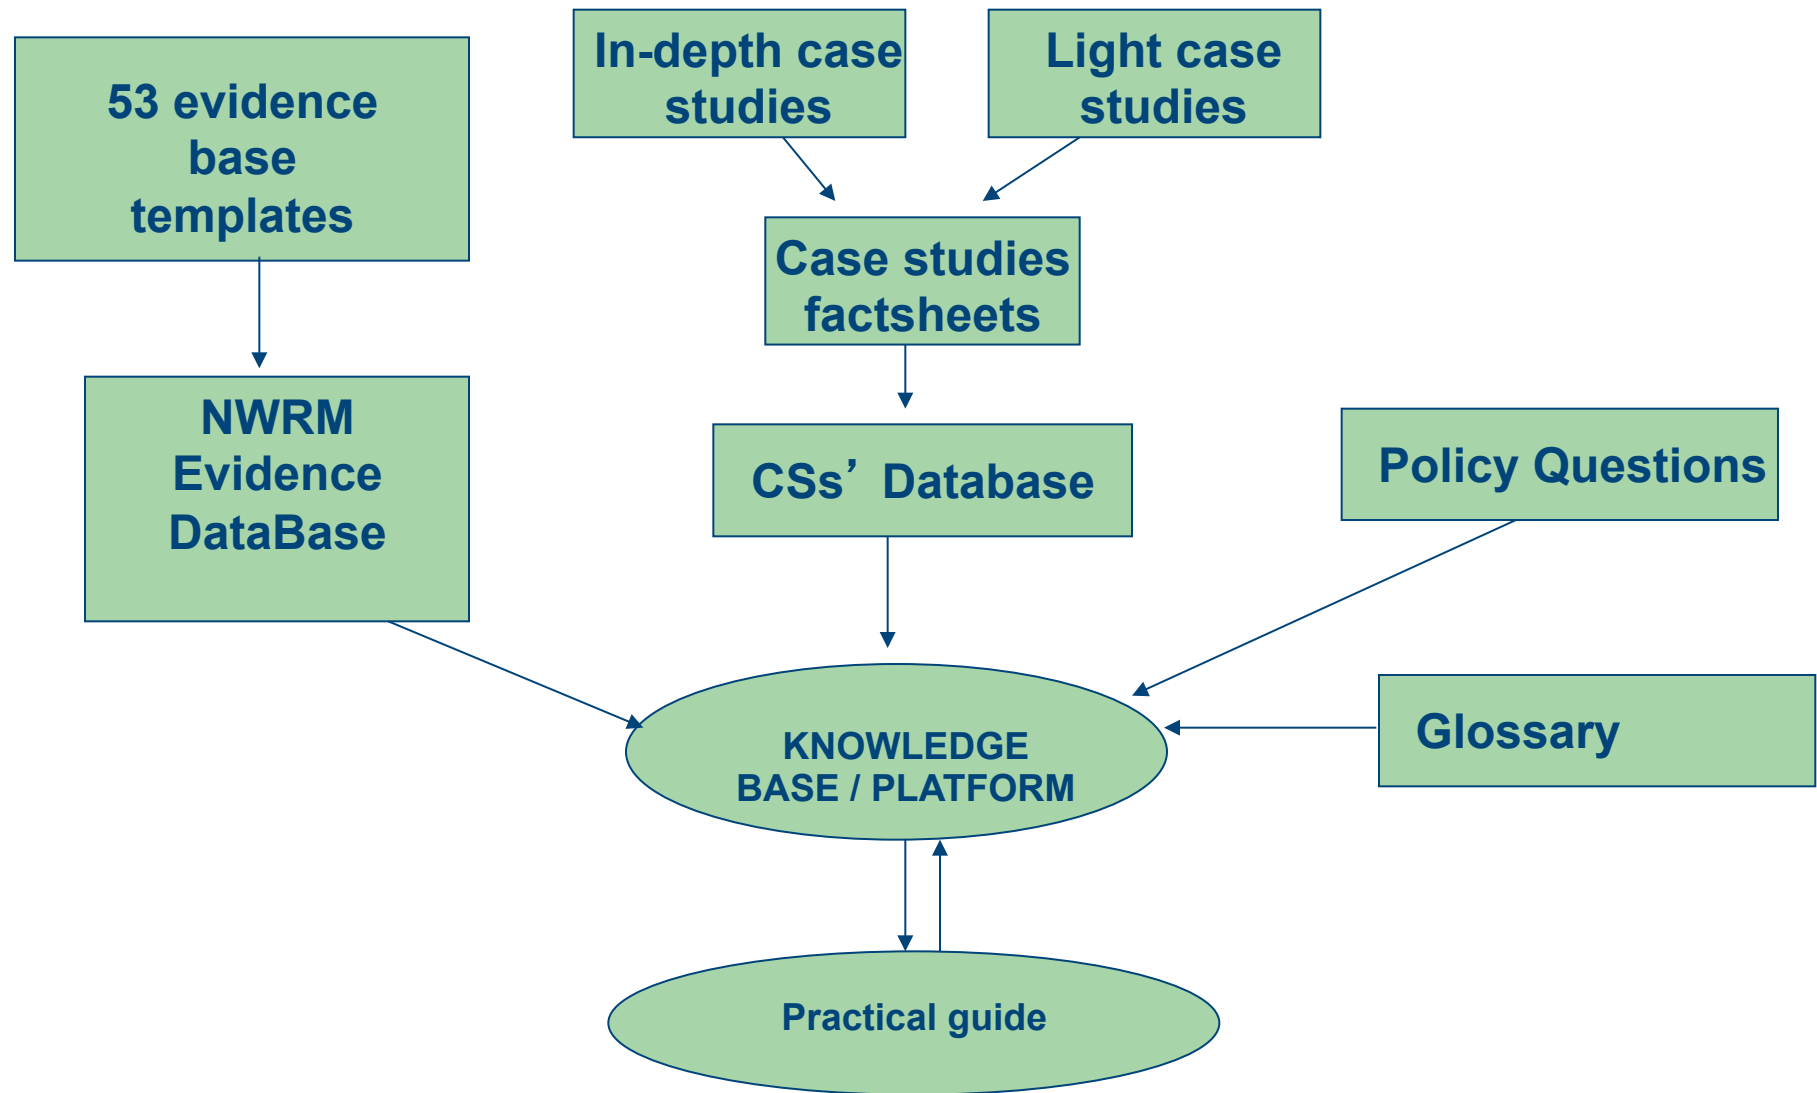 53 evidence
base
templates
In-depth case
studies
Light case
studies
Case studies
factsheets
NWRM
Evidence
DataBase
CSs’ Database
Policy Questions
Glossary
KNOWLEDGE
BASE / PLATFORM
Practical guide